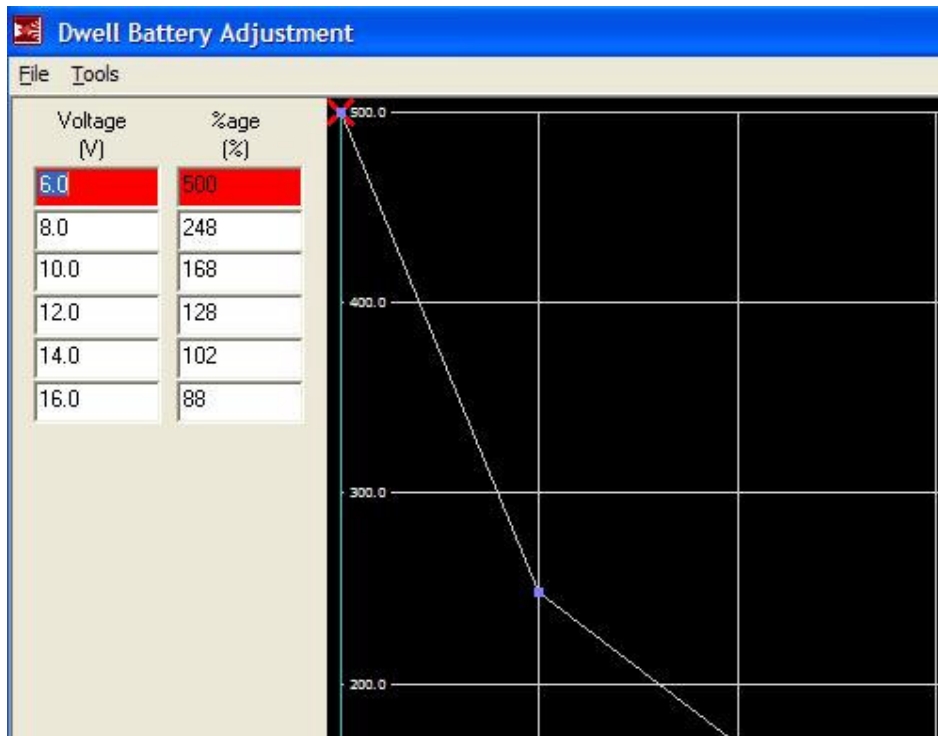 Dwell Battery Adjustment
File Tools
Voltage %age
(V) (%)
6.0 500
8.0 248
10.0 168
12.0 128
14.0 102
16.0 88
500.0
400.0
300.0
200.0